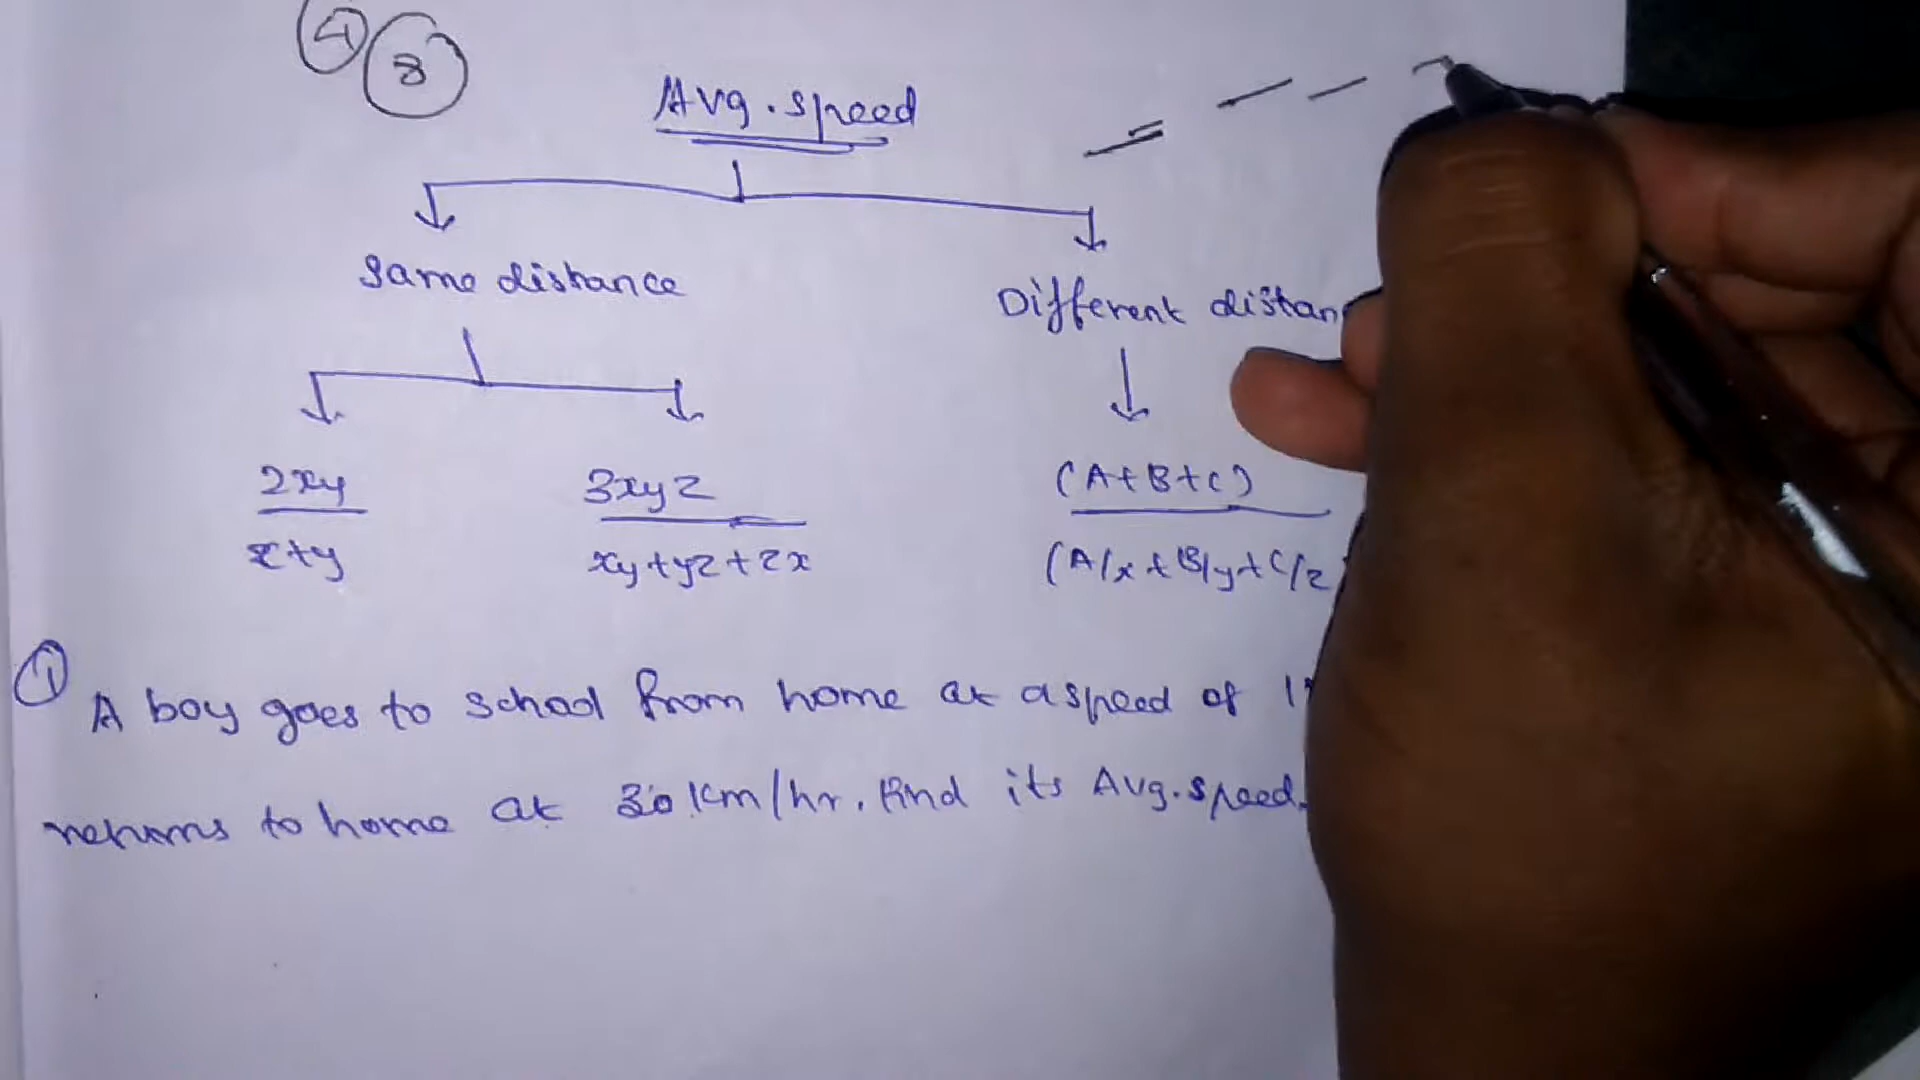 4 8
Avg. speed
Same distance
Different distan
2xy
x+y
3xyz
xy+yz+zx
(A+B+C)
(A/x + B/y + C/z
① A boy goes to school from home at a speed of
returns to home at 30 km/hr. Find its Avg. speed.